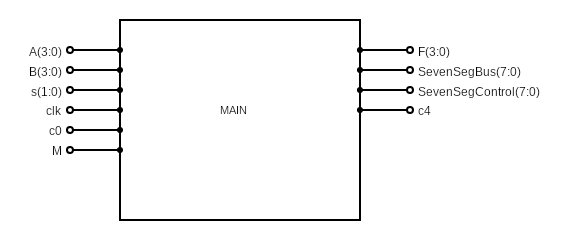 A(3:0)
B(3:0)
s(1:0)
clk
c0
M
MAIN
F(3:0)
SevenSegBus(7:0)
SevenSegControl(7:0)
c4